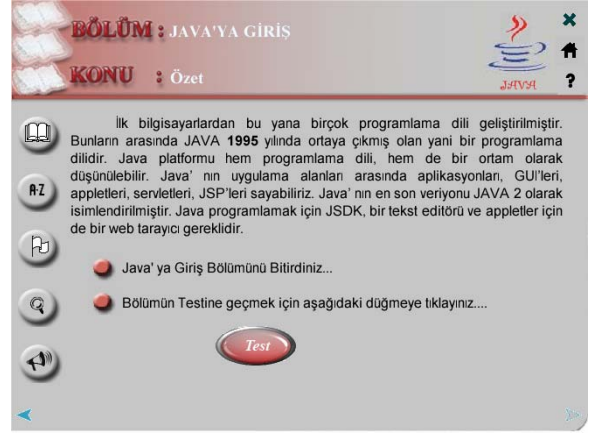 BÖLÜM : JAVA'YA GİRİŞ
KONU : Özet
JAVA
?
A-Z
İlk bilgisayarlardan bu yana birçok programlama dili geliştirilmiştir.
Bunların arasında JAVA 1995 yılında ortaya çıkmış olan yani bir programlama
dilidir. Java platformu hem programlama dili, hem de bir ortam olarak
düşünülebilir. Java' nın uygulama alanları arasında aplikasyonları, GUI'leri,
appletleri, servletleri, JSP'leri sayabiliriz. Java' nın en son veriyonu JAVA 2 olarak
isimlendirilmiştir. Java programlamak için JSDK, bir tekst editörü ve appletler için
de bir web tarayıcı gereklidir.
Java' ya Giriş Bölümünü Bitirdiniz...
Bölümün Testine geçmek için aşağıdaki düğmeye tıklayınız....
Test